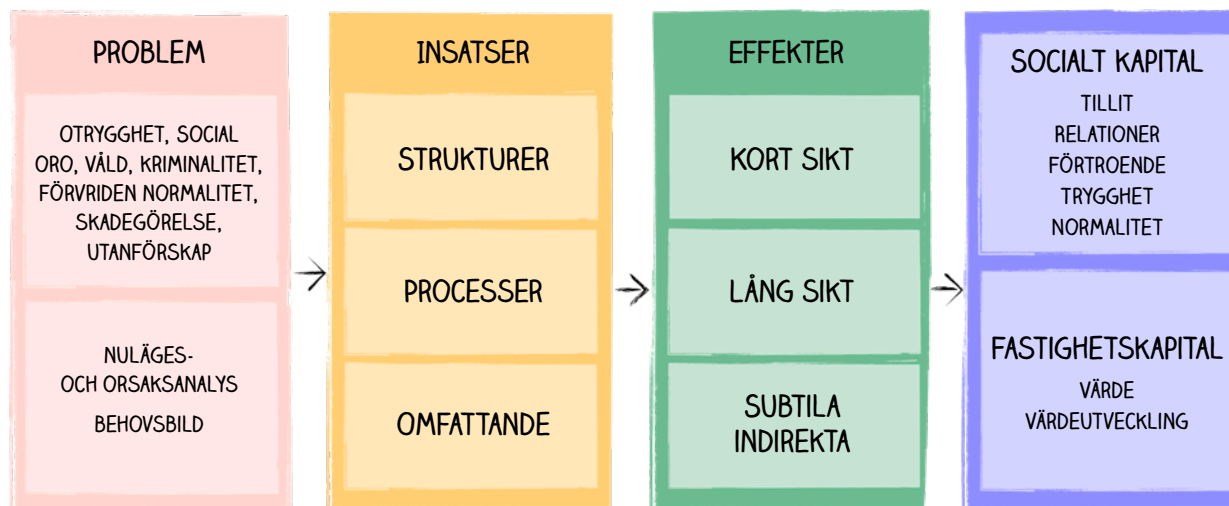 PROBLEM
OTRYGGHET, SOCIAL
ORO, VÅLD, KRIMINALITET,
FÖRVRIDEN NORMALITET,
SKADEGÖRELSE,
UTANFÖRSKAP
NULÄGES-
OCH ORSAKSANALYS
BEHOVSBILD
INSATSER
STRUKTURER
PROCESSER
OMFATTANDE
EFFEKTER
KORT SIKT
LÅNG SIKT
SUBTILA
INDIREKTA
SOCIALT KAPITAL
TILLIT
RELATIONER
FÖRTROENDE
TRYGGHET
NORMALITET
FASTIGHETSKAPITAL
VÄRDE
VÄRDEUTVECKLING